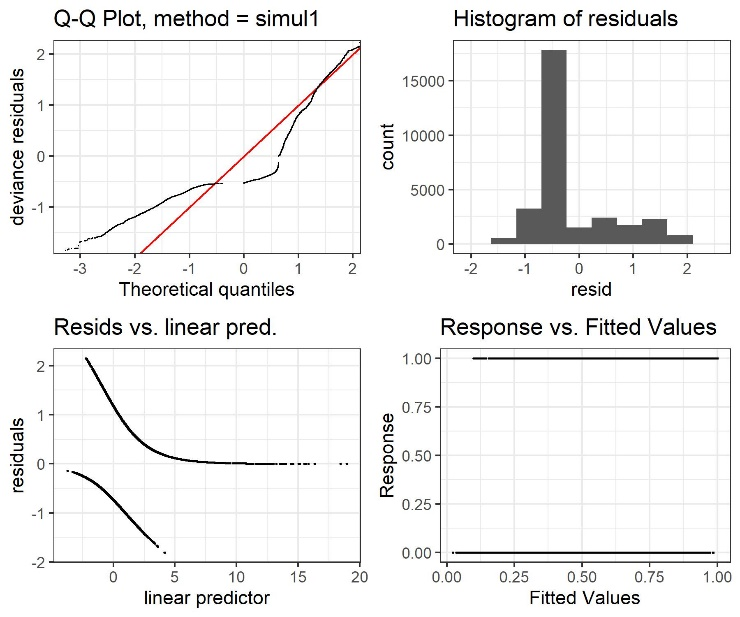 Q-Q Plot, method = simul1
2
1
0
-1
deviance residuals
-3 -2 -1 0 1 2
Theoretical quantiles
Histogram of residuals
15000
10000
5000
0
count
-2 -1 0 1 2
resid
Resids vs. linear pred.
2
1
0
-1
-2
residuals
0 5 10 15 20
linear predictor
Response vs. Fitted Values
1.00
0.75
0.50
0.25
0.00
Response
0.00 0.25 0.50 0.75 1.00
Fitted Values